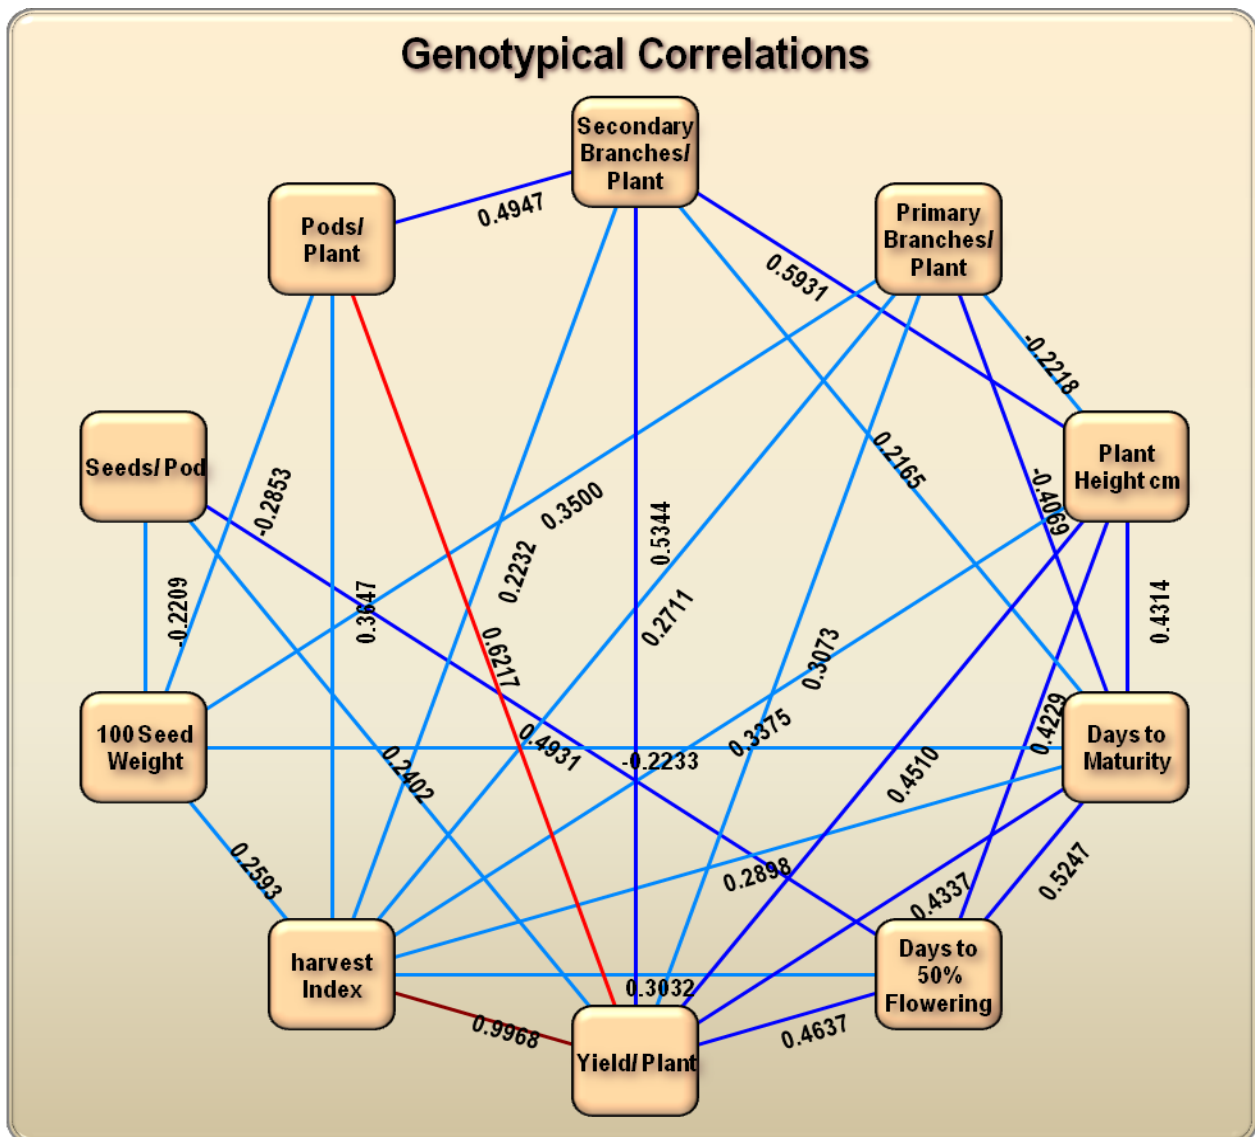 Genotypical Correlations
Secondary
Branches/
Plant
Pods/
Plant
Primary
Branches/
Plant
0.4947
0.5931
-0.2218
Seeds/ Pod
Plant
Height cm
-0.2853
0.3500
0.2165
-0.4069
0.5344
0.2232
-0.2209
0.3647
0.2711
0.4314
0.6217
0.3073
100 Seed
Weight
Days to
Maturity
0.4931
0.3375
0.4229
-0.2233
0.2402
0.4510
0.2593
0.2898
0.4337
0.5247
harvest
Index
Days to
50%
Flowering
0.3032
0.9968
0.4637
Yield/ Plant